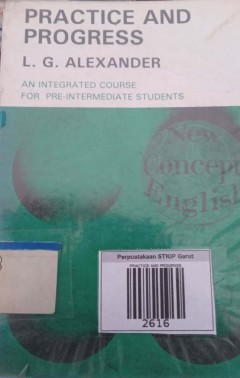 PRACTICE AND
PROGRESS
L. G. ALEXANDER
AN INTEGRATED COURSE
FOR PRE-INTERMEDIATE STUDENTS
New
Concept
English
Perpustakaan STKIP Garut
PRACTICE AND PROGRESS
2616